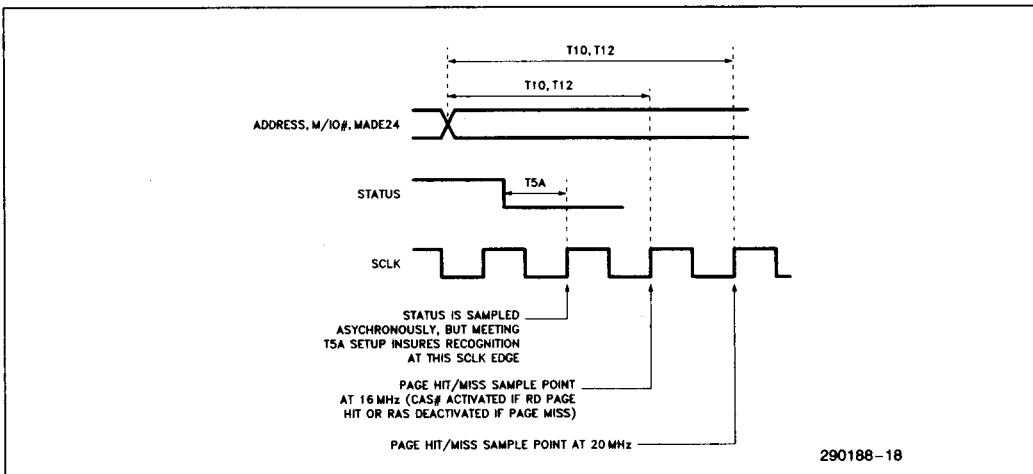 T10, T12
T10, T12
ADDRESS, M/IO#, MADE24
T5A
STATUS
SCLK
STATUS IS SAMPLED
ASYCHRONOUSLY, BUT MEETING
T5A SETUP INSURES RECOGNITION
AT THIS SCLK EDGE
PAGE HIT/MISS SAMPLE POINT
AT 16 MHz (CAS# ACTIVATED IF RD PAGE
HIT OR RAS DEACTIVATED IF PAGE MISS)
PAGE HIT/MISS SAMPLE POINT AT 20 MHz
290188-18